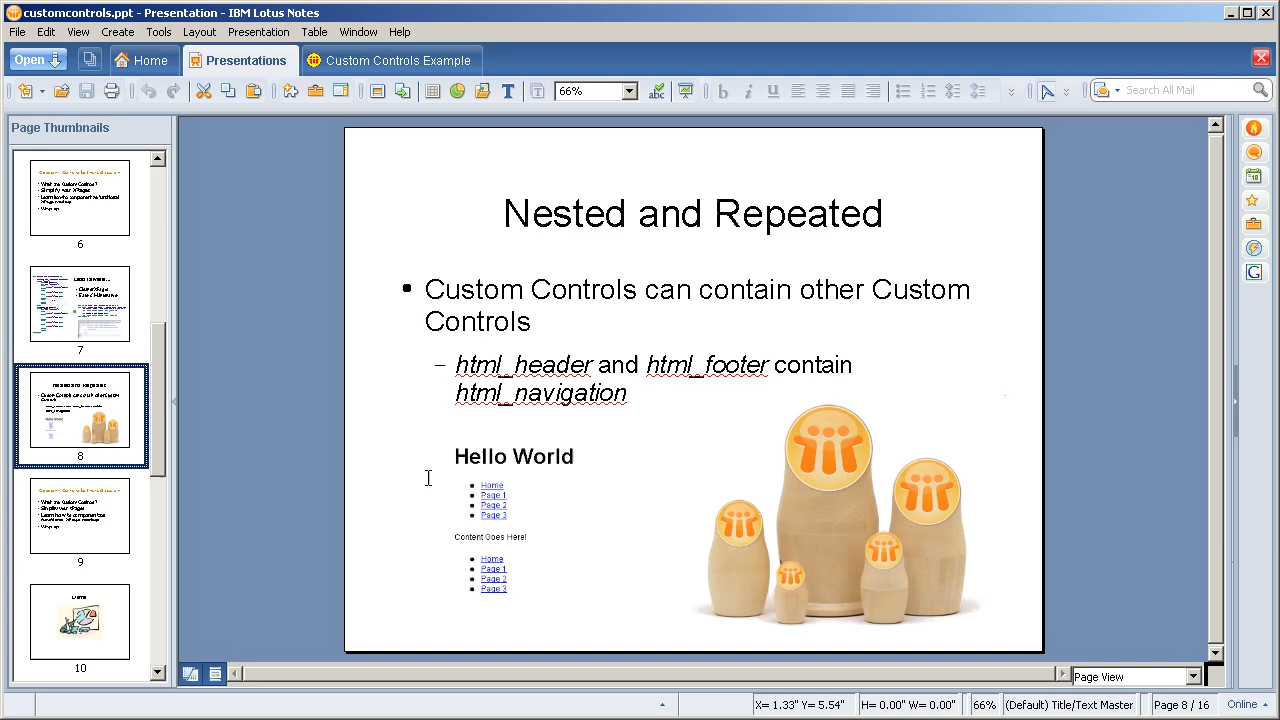 customcontrols.ppt - Presentation - IBM Lotus Notes
File Edit View Create Tools Layout Presentation Table Window Help
Open Home Presentations Custom Controls Example
66% Search All Mail
Page Thumbnails
6
7
8
9
10
Nested and Repeated
• Custom Controls can contain other Custom
Controls
– html_header and html_footer contain
html_navigation
Hello World
• Home
• Page 1
• Page 2
• Page 3
Content Goes Here!
• Home
• Page 1
• Page 2
• Page 3
Page View
X= 1.33" Y= 5.54" H= 0.00" W= 0.00" 66% (Default) Title/Text Master Page 8 / 16 Online